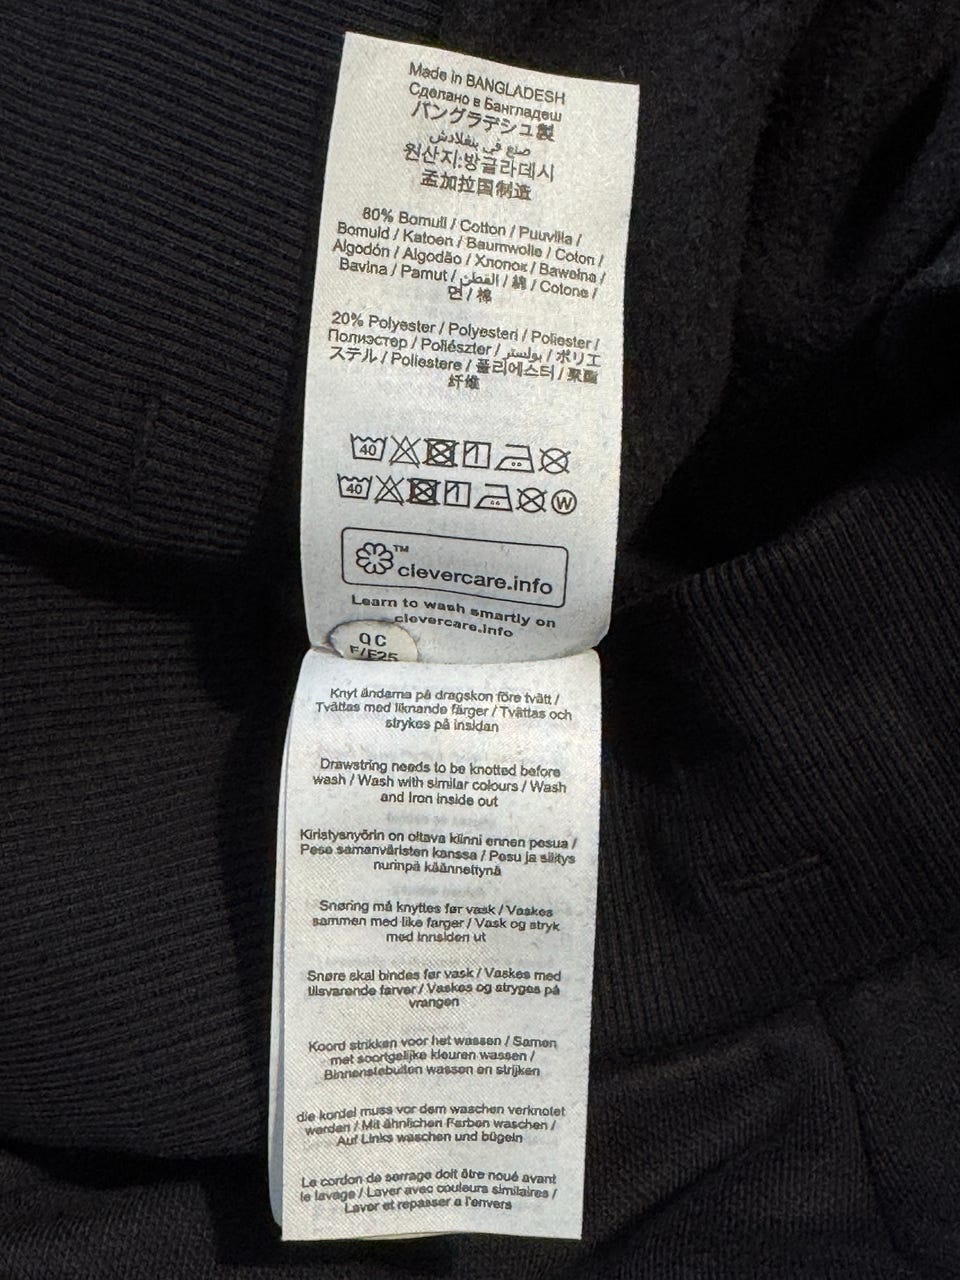 Made in BANGLADESH
Сделано в Бангладеш
バングラデシュ製
صنع في بنغلادش
원산지:방글라데시
孟加拉国制造
80% Bomull / Cotton / Puuvilla /
Bomuld / Katoen / Baumwolle / Coton /
Algodón / Algodão / Хлопок / Bawełna /
Bavlna / Pamut / القطن / 綿 / Cotone /
면 / 棉
20% Polyester / Polyesteri / Poliester /
Полиэстер / Poliészter / بوليستر / ポリエ
ステル / Poliestere / 폴리에스터 / 聚酯
纤维
40
40 W
™ clevercare.info
Learn to wash smartly on
clevercare.info
QC
F/E25
Knyt ändarna på dragskon före tvätt /
Tvättas med liknande färger / Tvättas och
strykes på insidan
Drawstring needs to be knotted before
wash / Wash with similar colours / Wash
and Iron inside out
Kiristysnyörin on oltava kiinni ennen pesua /
Pese samanväristen kanssa / Pesu ja silitys
nurinpå käännettynä
Snøring må knyttes før vask / Vaskes
sammen med like farger / Vask og stryk
med innsiden ut
Snøre skal bindes før vask / Vaskes med
tilsvarende farver / Vaskes og stryges på
vrangen
Koord strikken voor het wassen / Samen
met soortgelijke kleuren wassen /
Binnenstebuiten wassen en strijken
die kordel muss vor dem waschen verknotet
werden / Mit ähnlichen Farben waschen /
Auf Links waschen und bügeln
Le cordon de serrage doit être noué avant
le lavage / Laver avec couleurs similaires /
Laver et repasser a l'envers